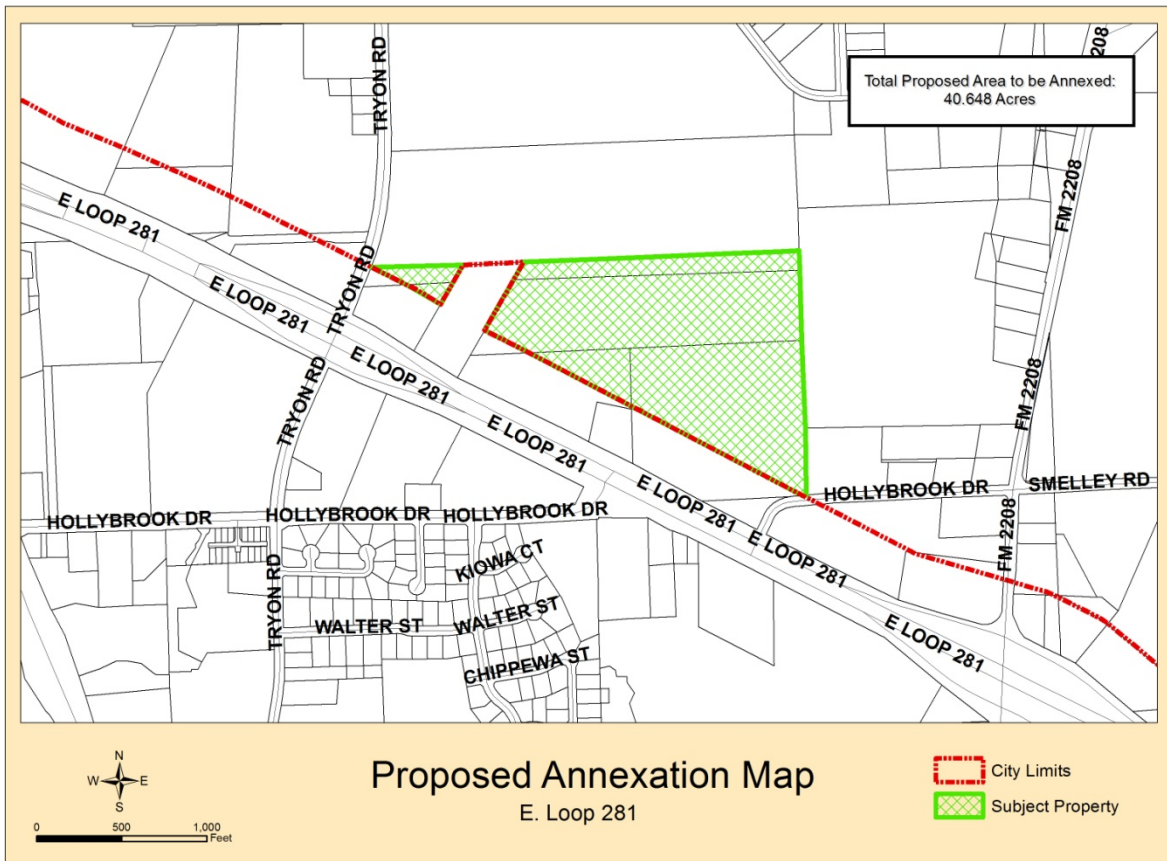 TRYON RD
208
Total Proposed Area to be Annexed:
40.648 Acres
FM 2208
E LOOP 281
TRYON RD
E LOOP 281
E LOOP 281
TRYON RD
FM 2208
E LOOP 281
E LOOP 281
HOLLYBROOK DR
SMELLEY RD
HOLLYBROOK DR
HOLLYBROOK DR
HOLLYBROOK DR
E LOOP 281
FM 2208
KIOWA CT
TRYON RD
WALTER ST
WALTER ST
E LOOP 281
CHIPPEWA ST
N
W E
S
0 500 1,000
Feet
Proposed Annexation Map
E. Loop 281
City Limits
Subject Property